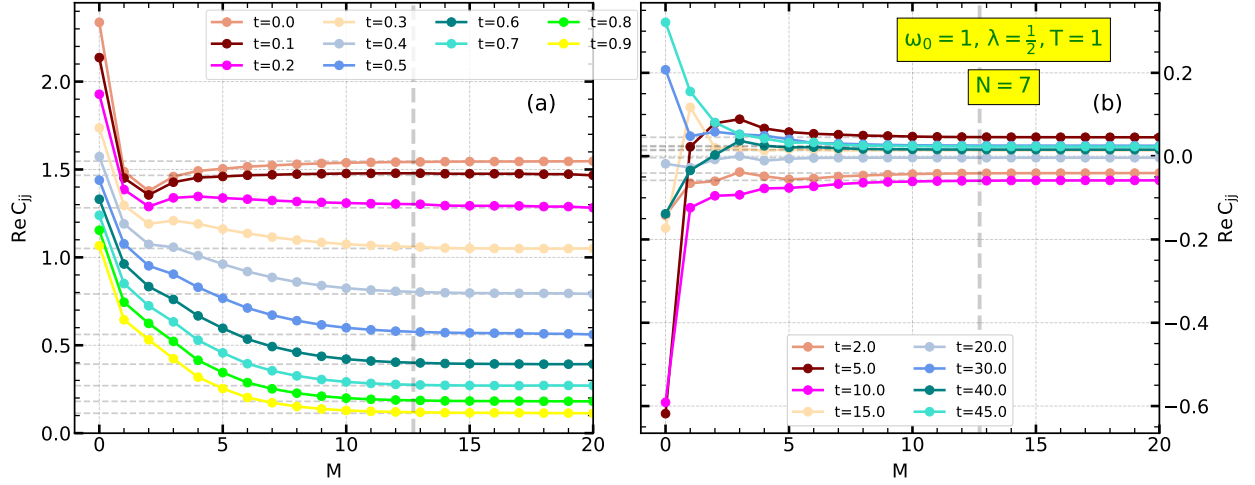 t=0.0
t=0.1
t=0.2
t=0.3
t=0.4
t=0.5
t=0.6
t=0.7
t=0.8
t=0.9
(a)
Re C_jj
2.0
1.5
1.0
0.5
0.0
0 5 10 15 20
M
ω₀ = 1, λ = 1/2, T = 1
N = 7
(b)
t=2.0
t=5.0
t=10.0
t=15.0
t=20.0
t=30.0
t=40.0
t=45.0
0.2
0.0
−0.2
−0.4
−0.6
Re C_jj
0 5 10 15 20
M